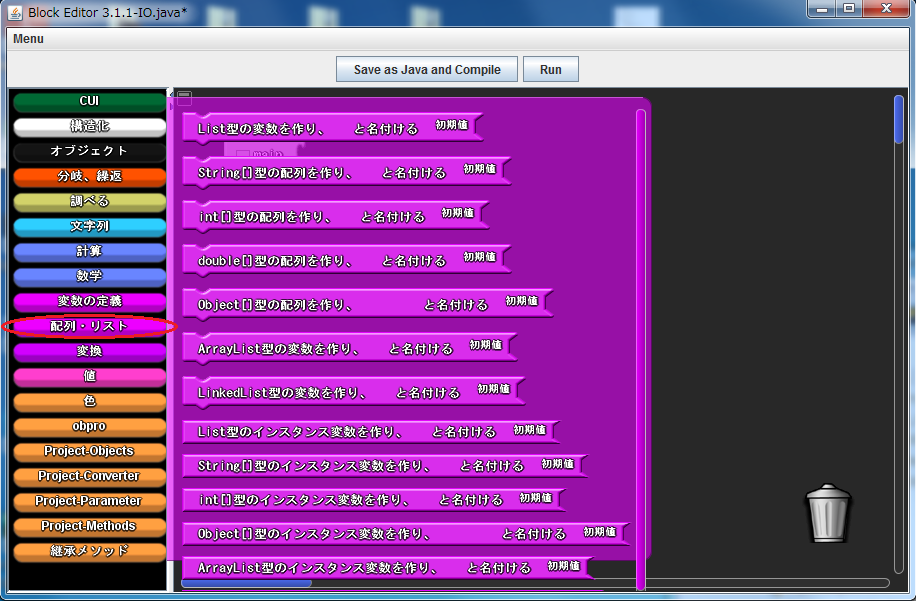 Block Editor 3.1.1-IO.java*
Menu
Save as Java and Compile
Run
CUI
構造化
オブジェクト
分岐、繰返
調べる
文字列
計算
数学
変数の定義
配列・リスト
変換
値
色
obpro
Project-Objects
Project-Converter
Project-Parameter
Project-Methods
継承メソッド
List型の変数を作り、 と名付ける 初期値
main
String[]型の配列を作り、 と名付ける 初期値
int[]型の配列を作り、 と名付ける 初期値
double[]型の配列を作り、 と名付ける 初期値
Object[]型の配列を作り、 と名付ける 初期値
ArrayList型の変数を作り、 と名付ける 初期値
LinkedList型の変数を作り、 と名付ける 初期値
List型のインスタンス変数を作り、 と名付ける 初期値
String[]型のインスタンス変数を作り、 と名付ける 初期値
int[]型のインスタンス変数を作り、 と名付ける 初期値
Object[]型のインスタンス変数を作り、 と名付ける 初期値
ArrayList型のインスタンス変数を作り、 と名付ける 初期値